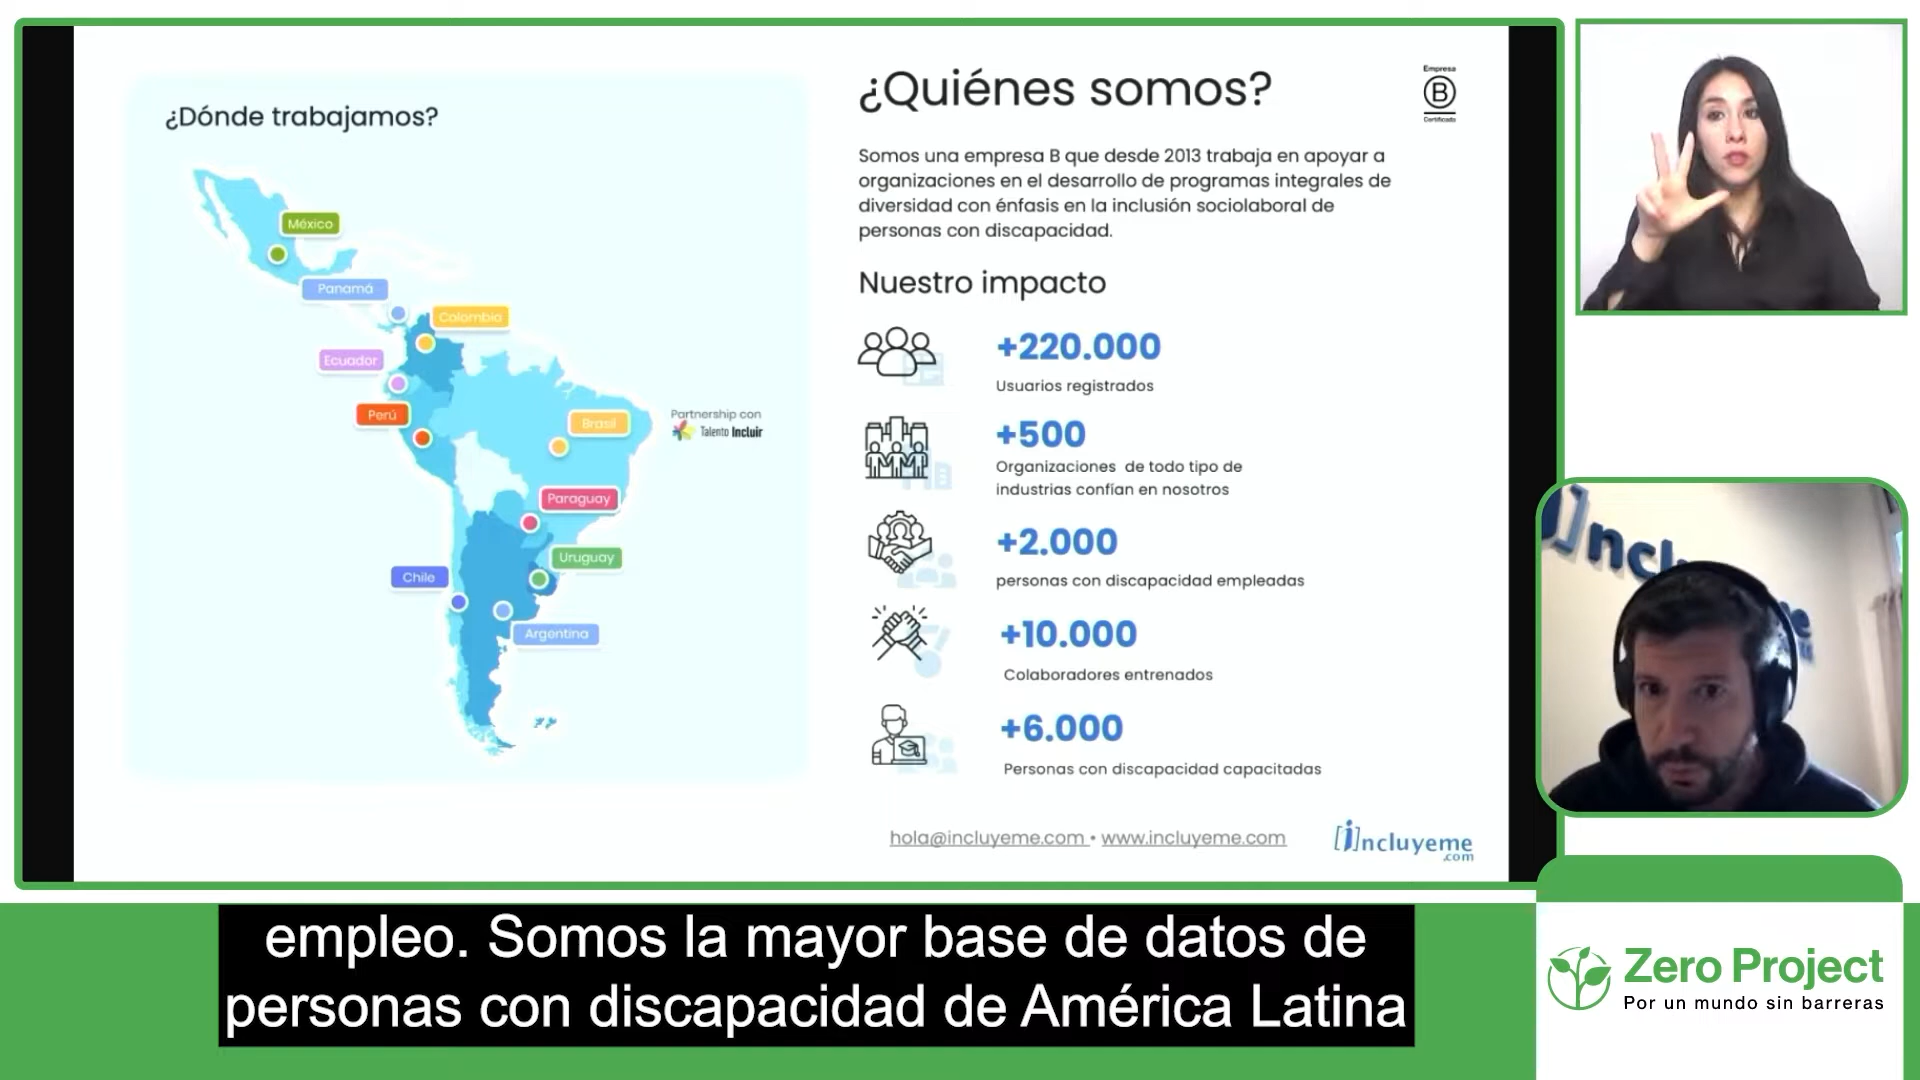 ¿Dónde trabajamos?
México
Panamá
Colombia
Ecuador
Perú
Brasil
Partnership con
Talento Incluir
Paraguay
Uruguay
Chile
Argentina
¿Quiénes somos?
Empresa
B
Certificada
Somos una empresa B que desde 2013 trabaja en apoyar a
organizaciones en el desarrollo de programas integrales de
diversidad con énfasis en la inclusión sociolaboral de
personas con discapacidad.
Nuestro impacto
+220.000
Usuarios registrados
+500
Organizaciones de todo tipo de
industrias confían en nosotros
+2.000
personas con discapacidad empleadas
+10.000
Colaboradores entrenados
+6.000
Personas con discapacidad capacitadas
hola@incluyeme.com • www.incluyeme.com
[i]ncluyeme
.com
empleo. Somos la mayor base de datos de
personas con discapacidad de América Latina
Zero Project
Por un mundo sin barreras